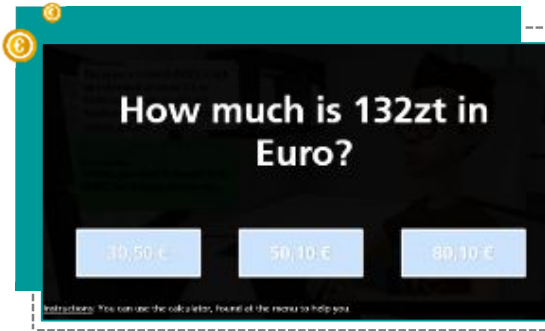 How much is 132zt in
Euro?
30,50 € 50,10 € 80,10 €
Instructions: You can use the calculator, found at the menu to help you.